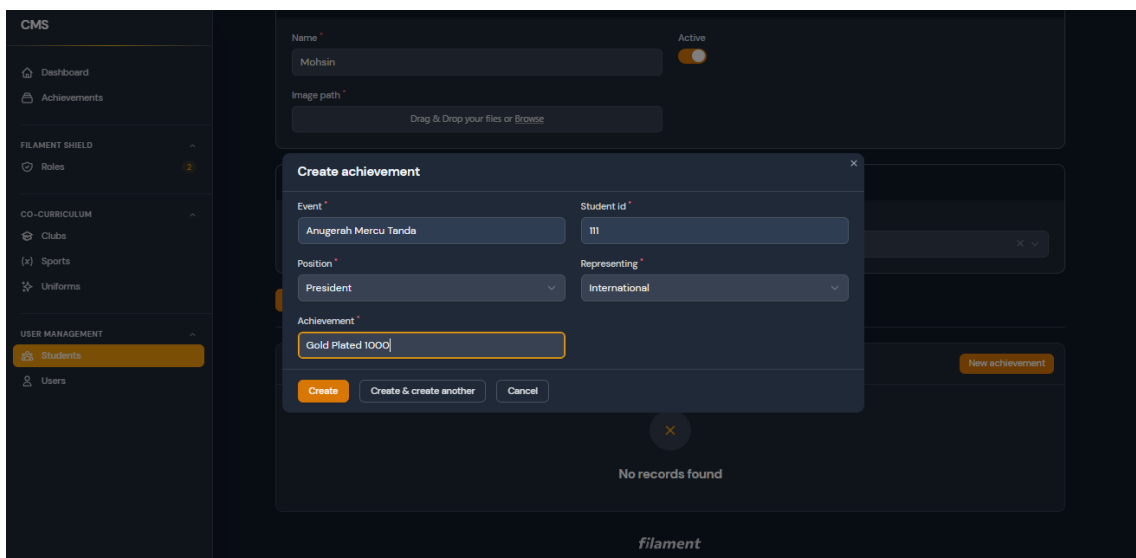 CMS
Dashboard
Achievements
FILAMENT SHIELD
Roles
2
CO-CURRICULUM
Clubs
(x) Sports
Uniforms
USER MANAGEMENT
Students
Users
Name *
Mohsin
Active
Image path *
Drag & Drop your files or Browse
Create achievement
Event *
Anugerah Mercu Tanda
Student id *
111
Position *
President
Representing *
International
Achievement *
Gold Plated 1000
Create
Create & create another
Cancel
New achievement
No records found
filament